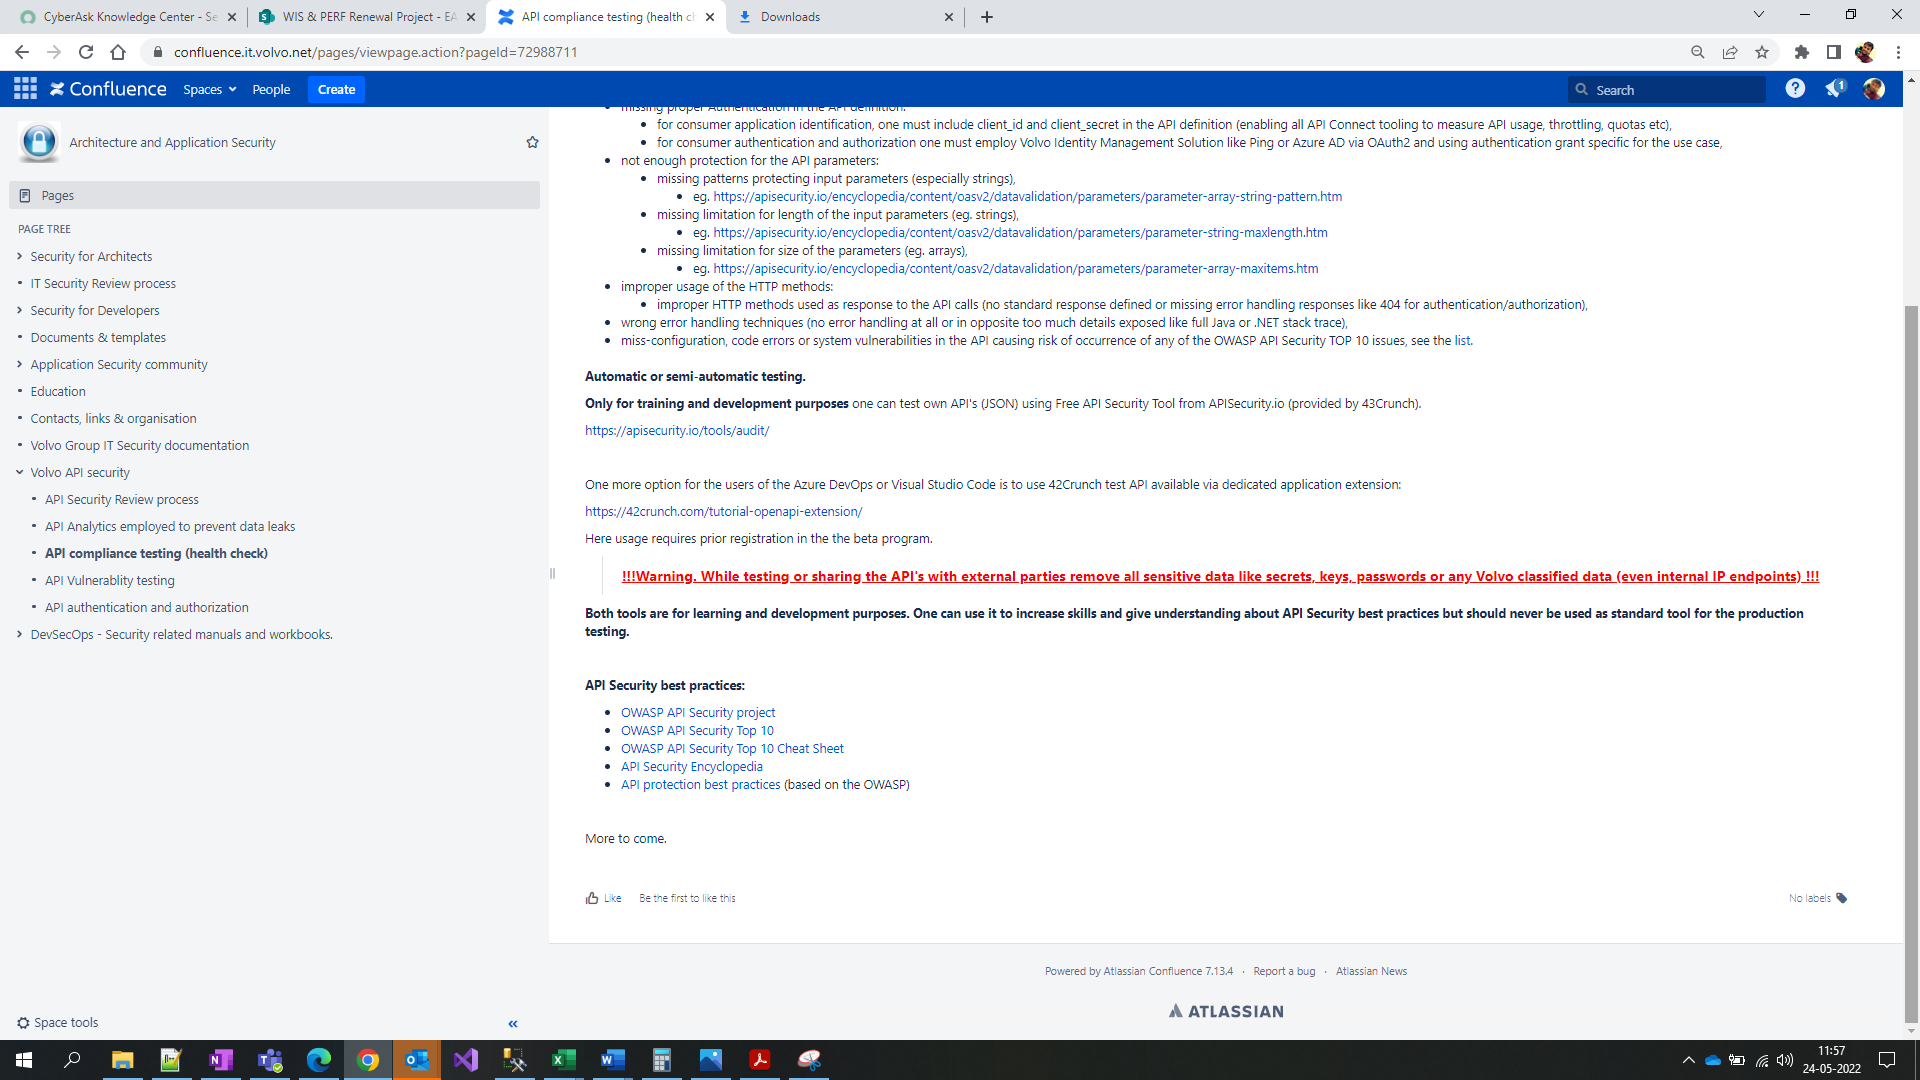 CyberAsk Knowledge Center - Se
WIS & PERF Renewal Project - EA
API compliance testing (health ch
Downloads
confluence.it.volvo.net/pages/viewpage.action?pageId=72988711
Confluence
Spaces
People
Create
Search
1
Architecture and Application Security
Pages
PAGE TREE
Security for Architects
IT Security Review process
Security for Developers
Documents & templates
Application Security community
Education
Contacts, links & organisation
Volvo Group IT Security documentation
Volvo API security
API Security Review process
API Analytics employed to prevent data leaks
API compliance testing (health check)
API Vulnerablity testing
API authentication and authorization
DevSecOps - Security related manuals and workbooks.
Space tools
missing proper Authentication in the API definition:
for consumer application identification, one must include client_id and client_secret in the API definition (enabling all API Connect tooling to measure API usage, throttling, quotas etc),
for consumer authentication and authorization one must employ Volvo Identity Management Solution like Ping or Azure AD via OAuth2 and using authentication grant specific for the use case,
not enough protection for the API parameters:
missing patterns protecting input parameters (especially strings),
eg. https://apisecurity.io/encyclopedia/content/oasv2/datavalidation/parameters/parameter-array-string-pattern.htm
missing limitation for length of the input parameters (eg. strings),
eg. https://apisecurity.io/encyclopedia/content/oasv2/datavalidation/parameters/parameter-string-maxlength.htm
missing limitation for size of the parameters (eg. arrays),
eg. https://apisecurity.io/encyclopedia/content/oasv2/datavalidation/parameters/parameter-array-maxitems.htm
improper usage of the HTTP methods:
improper HTTP methods used as response to the API calls (no standard response defined or missing error handling responses like 404 for authentication/authorization),
wrong error handling techniques (no error handling at all or in opposite too much details exposed like full Java or .NET stack trace),
miss-configuration, code errors or system vulnerabilities in the API causing risk of occurrence of any of the OWASP API Security TOP 10 issues, see the list.
Automatic or semi-automatic testing.
Only for training and development purposes one can test own API's (JSON) using Free API Security Tool from APISecurity.io (provided by 43Crunch).
https://apisecurity.io/tools/audit/
One more option for the users of the Azure DevOps or Visual Studio Code is to use 42Crunch test API available via dedicated application extension:
https://42crunch.com/tutorial-openapi-extension/
Here usage requires prior registration in the the beta program.
!!!Warning. While testing or sharing the API's with external parties remove all sensitive data like secrets, keys, passwords or any Volvo classified data (even internal IP endpoints) !!!
Both tools are for learning and development purposes. One can use it to increase skills and give understanding about API Security best practices but should never be used as standard tool for the production
testing.
API Security best practices:
OWASP API Security project
OWASP API Security Top 10
OWASP API Security Top 10 Cheat Sheet
API Security Encyclopedia
API protection best practices (based on the OWASP)
More to come.
Like
Be the first to like this
No labels
Powered by Atlassian Confluence 7.13.4 · Report a bug · Atlassian News
ATLASSIAN
11:57
24-05-2022